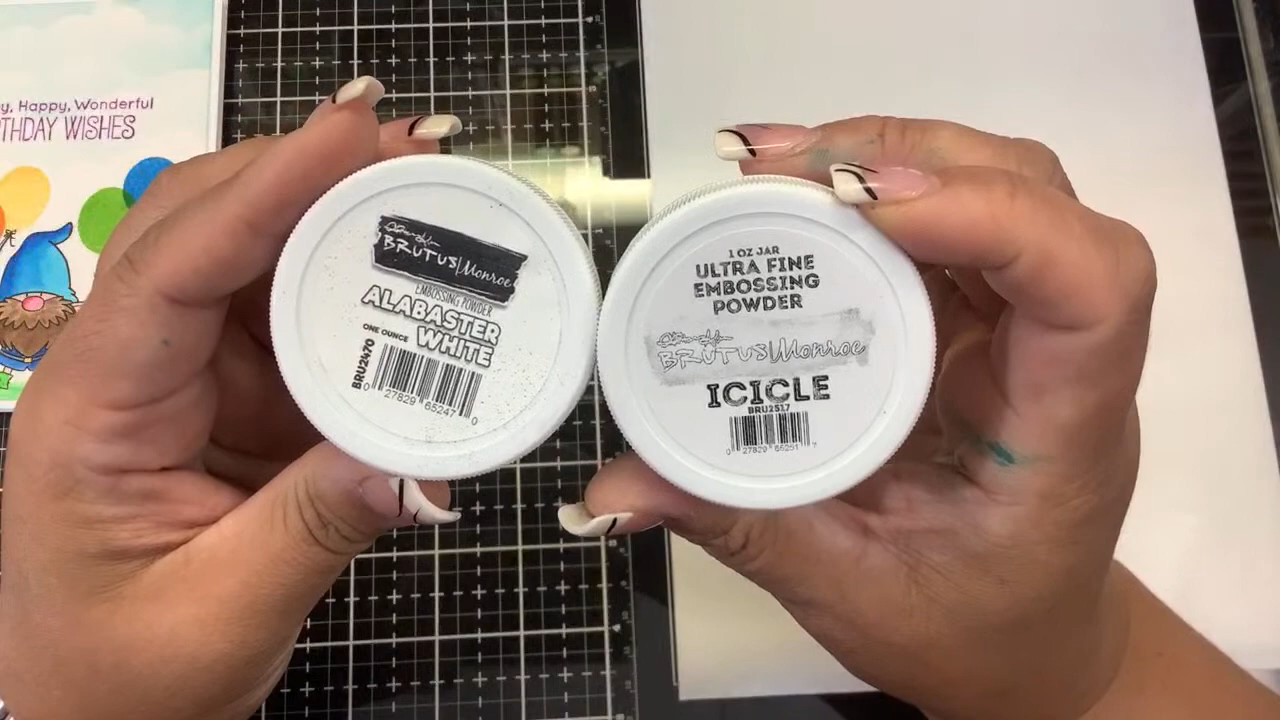 y, Happy, Wonderful
THDAY WISHES
BRUTUS|Monroe
EMBOSSING POWDER
ALABASTER
WHITE
ONE OUNCE
BRU2470
0 27829 65247 0
1 OZ JAR
ULTRA FINE
EMBOSSING
POWDER
BRUTUS|Monroe
ICICLE
BRU2517
0 27829 65251 7